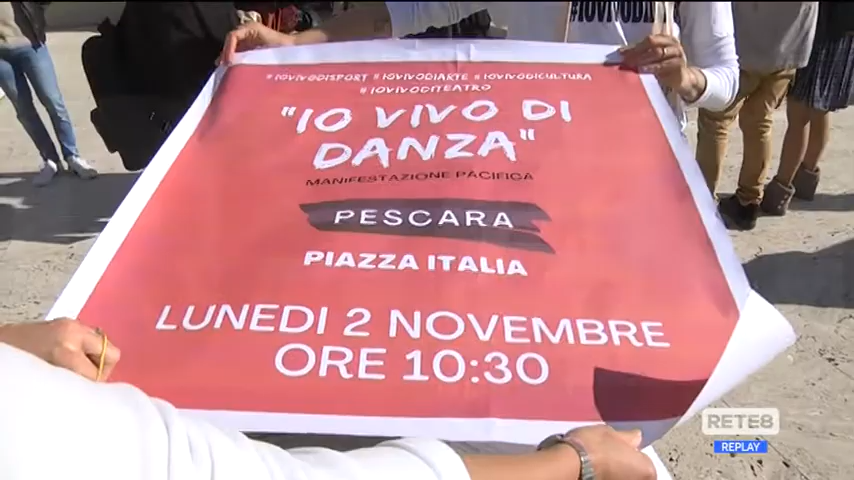 #IOVIVODIS
#IOVIVODISPORT #IOVIVODIARTE #IOVIVODICULTURA
#IOVIVODITEATRO
"IO VIVO DI
DANZA"
MANIFESTAZIONE PACIFICA
PESCARA
PIAZZA ITALIA
LUNEDI 2 NOVEMBRE
ORE 10:30
RETE8
REPLAY